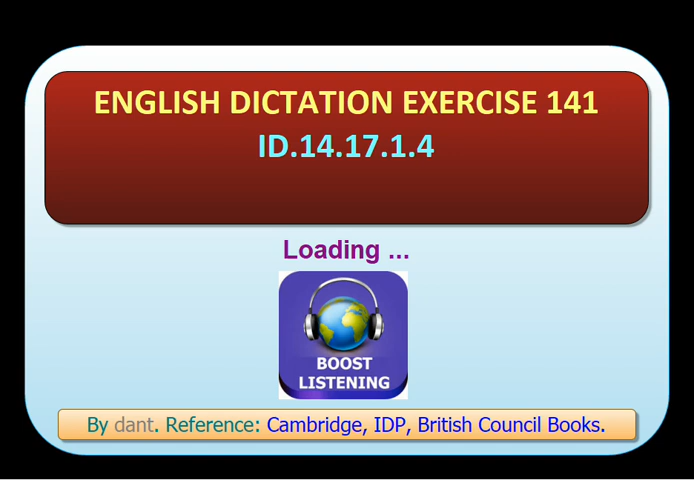 ENGLISH DICTATION EXERCISE 141
ID.14.17.1.4
Loading ...
BOOST
LISTENING
By dant. Reference: Cambridge, IDP, British Council Books.